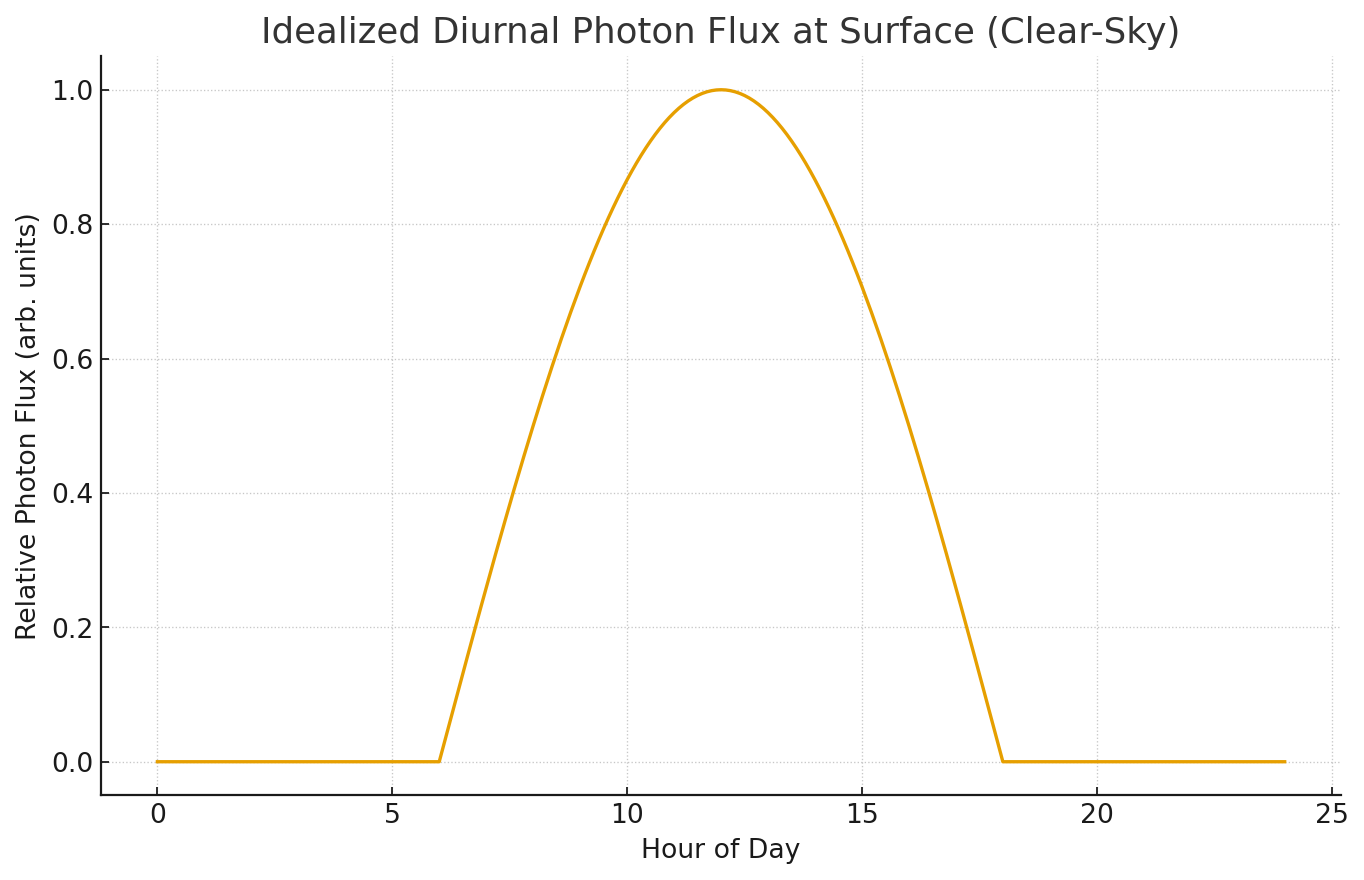 Idealized Diurnal Photon Flux at Surface (Clear-Sky)
Relative Photon Flux (arb. units)
1.0
0.8
0.6
0.4
0.2
0.0
0 5 10 15 20 25
Hour of Day